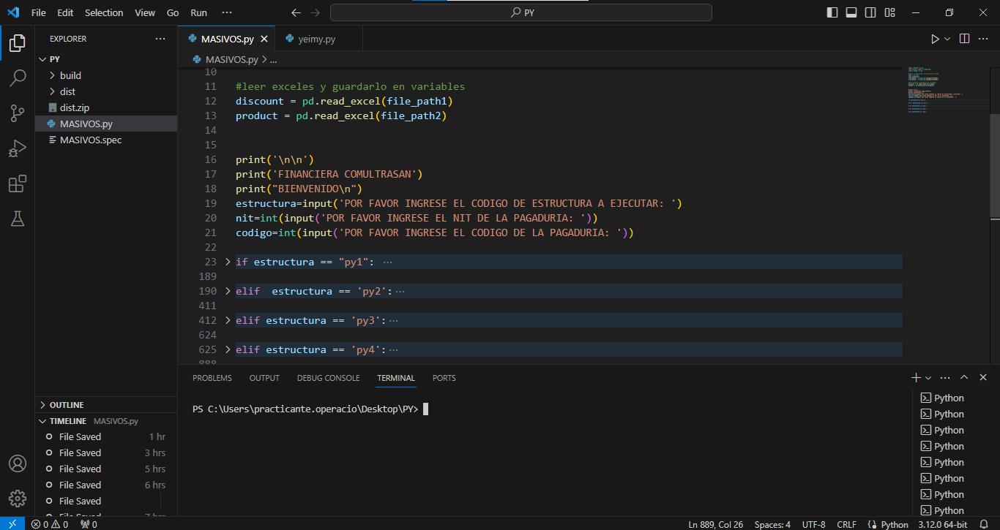 File Edit Selection View Go Run ··· PY
EXPLORER ···
PY
build
dist
dist.zip
MASIVOS.py
MASIVOS.spec
OUTLINE
TIMELINE MASIVOS.py
File Saved 1 hr
File Saved 3 hrs
File Saved 5 hrs
File Saved 6 hrs
File Saved
MASIVOS.py yeimy.py
MASIVOS.py > ...
10
11 #leer exceles y guardarlo en variables
12 discount = pd.read_excel(file_path1)
13 product = pd.read_excel(file_path2)
14
15
16 print('\n\n')
17 print('FINANCIERA COMULTRASAN')
18 print("BIENVENIDO\n")
19 estructura=input('POR FAVOR INGRESE EL CODIGO DE ESTRUCTURA A EJECUTAR: ')
20 nit=int(input('POR FAVOR INGRESE EL NIT DE LA PAGADURIA: '))
21 codigo=int(input('POR FAVOR INGRESE EL CODIGO DE LA PAGADURIA: '))
22
23 if estructura == "py1": ···
189
190 elif  estructura == 'py2':···
411
412 elif estructura == 'py3':···
624
625 elif estructura == 'py4':···
PROBLEMS OUTPUT DEBUG CONSOLE TERMINAL PORTS
PS C:\Users\practicante.operacio\Desktop\PY>
Python
Python
Python
Python
Python
Python
Python
Python
0 0 0 Ln 889, Col 26 Spaces: 4 UTF-8 CRLF Python 3.12.0 64-bit